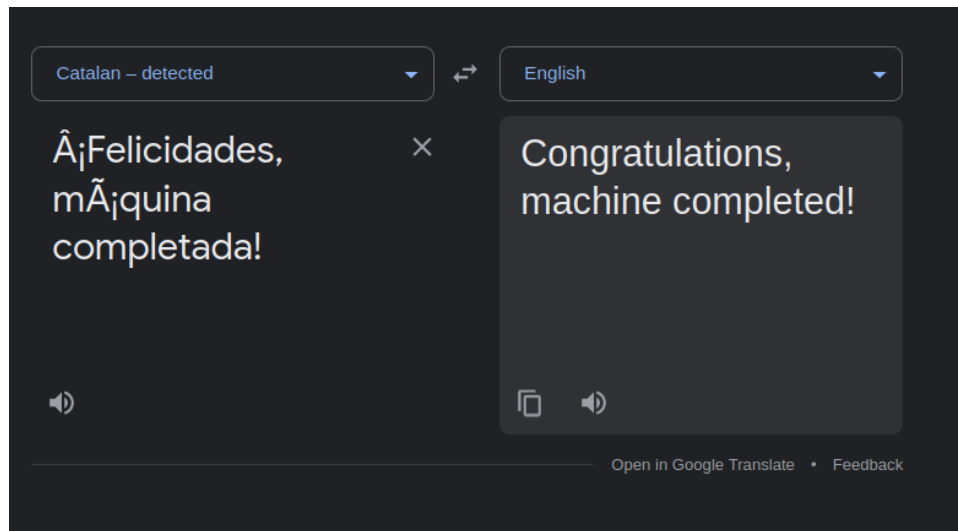 Catalan – detected
English
Â¡Felicidades,
mÃ¡quina
completada!
Congratulations,
machine completed!
Open in Google Translate • Feedback